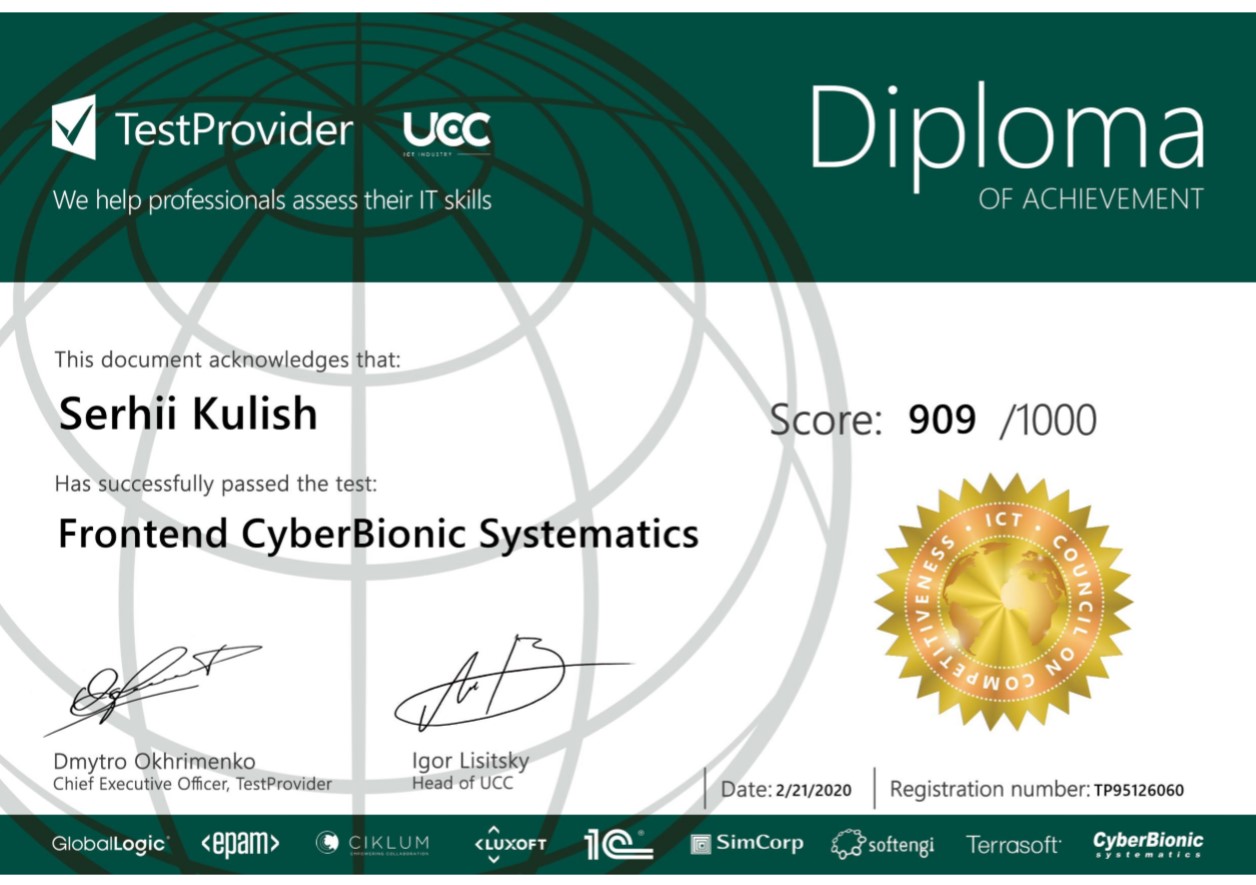 TestProvider UCC
ICT INDUSTRY
We help professionals assess their IT skills
Diploma
OF ACHIEVEMENT
This document acknowledges that:
Serhii Kulish
Score: 909 /1000
Has successfully passed the test:
Frontend CyberBionic Systematics
ICT • COUNCIL ON COMPETITIVENESS •
Dmytro Okhrimenko
Chief Executive Officer, TestProvider
Igor Lisitsky
Head of UCC
Date: 2/21/2020
Registration number: TP95126060
GlobalLogic® <epam> CIKLUM LUXOFT 1C® SimCorp softengi Terrasoft CyberBionic
EMPOWERING COLLABORATION
systematics